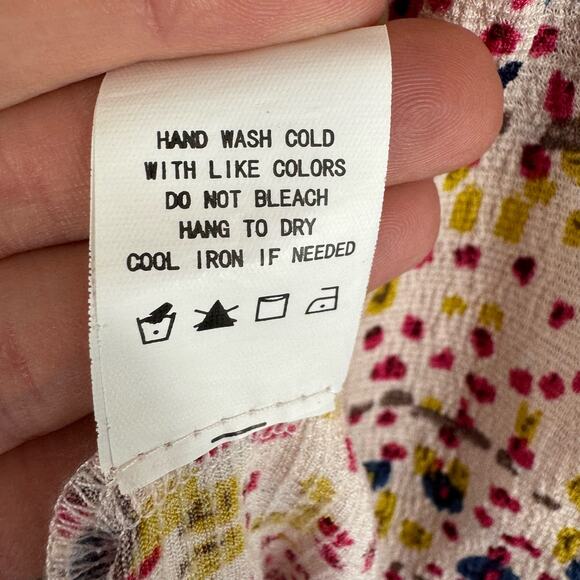 HAND WASH COLD
WITH LIKE COLORS
DO NOT BLEACH
HANG TO DRY
COOL IRON IF NEEDED